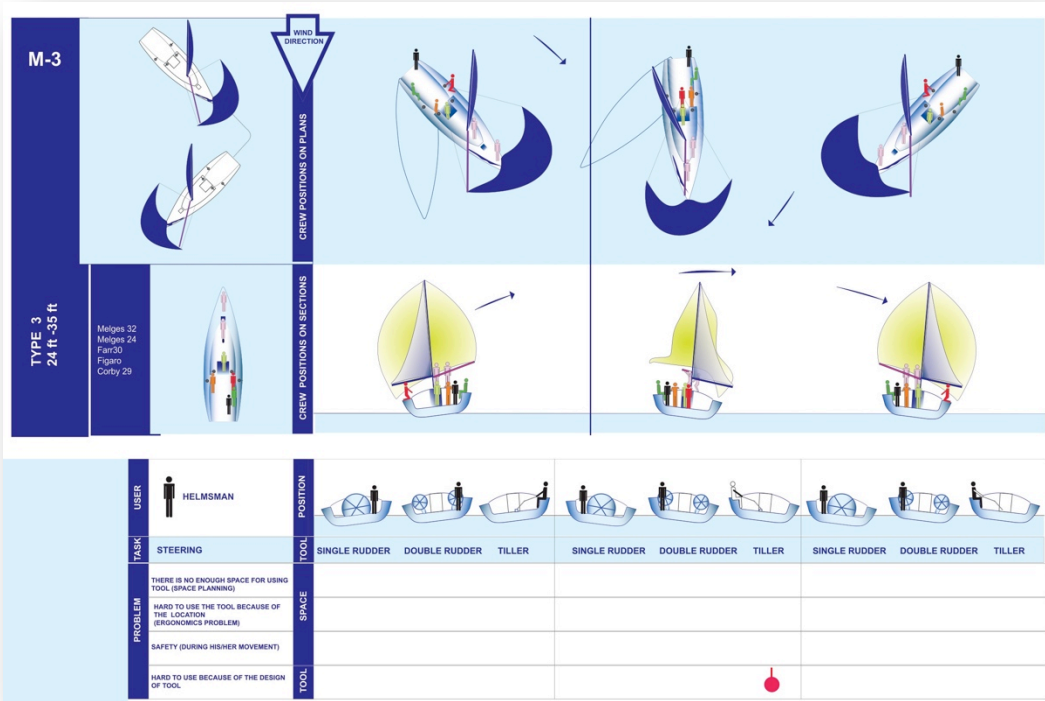 M-3
WIND
DIRECTION
CREW POSITIONS ON PLANS
TYPE 3
24 ft -35 ft
Melges 32
Melges 24
Farr30
Figaro
Corby 29
CREW POSITIONS ON SECTIONS
USER
HELMSMAN
POSITION
TASK
STEERING
TOOL
SINGLE RUDDER DOUBLE RUDDER TILLER
SINGLE RUDDER DOUBLE RUDDER TILLER
SINGLE RUDDER DOUBLE RUDDER TILLER
PROBLEM
THERE IS NO ENOUGH SPACE FOR USING
TOOL (SPACE PLANNING)
HARD TO USE THE TOOL BECAUSE OF
THE LOCATION
(ERGONOMICS PROBLEM)
SPACE
SAFETY (DURING HIS/HER MOVEMENT)
HARD TO USE BECAUSE OF THE DESIGN
OF TOOL
TOOL